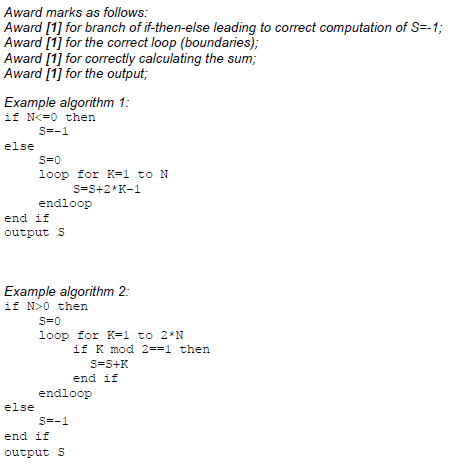 Award marks as follows:
Award [1] for branch of if-then-else leading to correct computation of S=-1;
Award [1] for the correct loop (boundaries);
Award [1] for correctly calculating the sum;
Award [1] for the output;
Example algorithm 1:
if N<=0 then
S=-1
else
S=0
loop for K=1 to N
S=S+2*K-1
endloop
end if
output S
Example algorithm 2:
if N>0 then
S=0
loop for K=1 to 2*N
if K mod 2==1 then
S=S+K
end if
endloop
else
S=-1
end if
output S